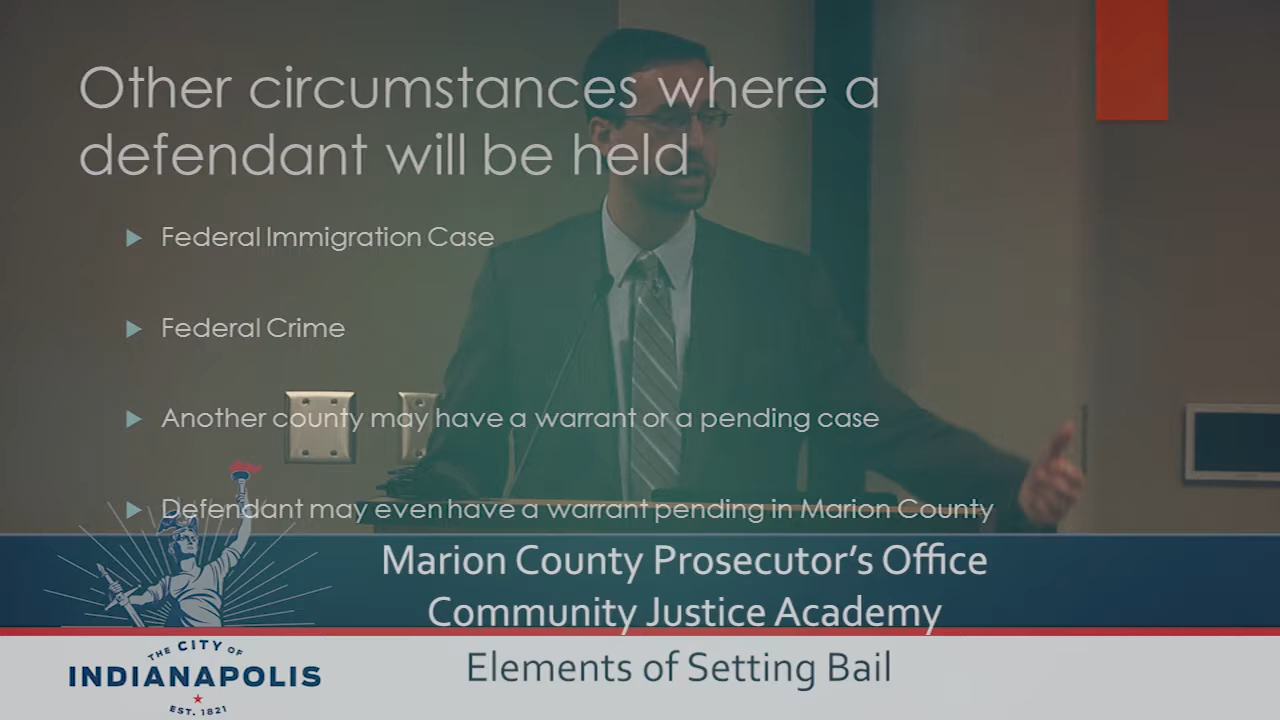 Other circumstances where a
defendant will be held
Federal Immigration Case
Federal Crime
Another county may have a warrant or a pending case
Defendant may even have a warrant pending in Marion County
Marion County Prosecutor's Office
Community Justice Academy
THE CITY OF
INDIANAPOLIS
EST. 1821
Elements of Setting Bail